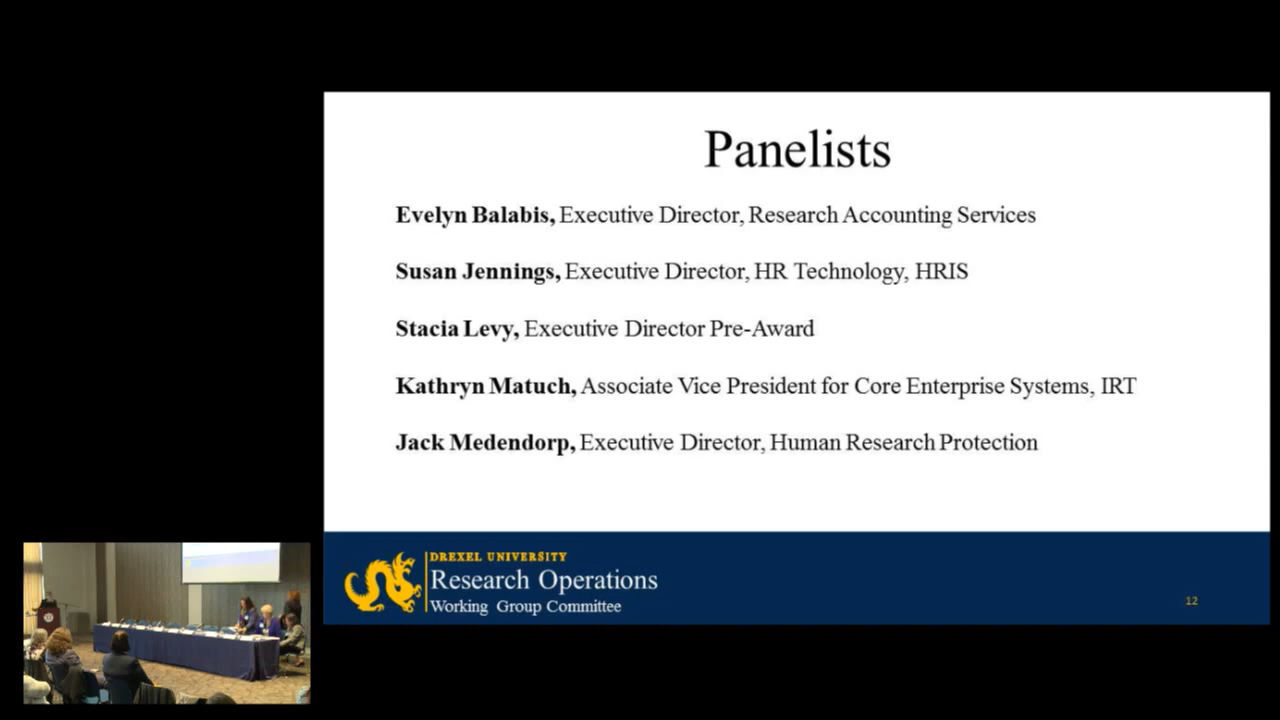 Panelists
Evelyn Balabis, Executive Director, Research Accounting Services
Susan Jennings, Executive Director, HR Technology, HRIS
Stacia Levy, Executive Director Pre-Award
Kathryn Matuch, Associate Vice President for Core Enterprise Systems, IRT
Jack Medendorp, Executive Director, Human Research Protection
DREXEL UNIVERSITY
Research Operations
Working Group Committee
12